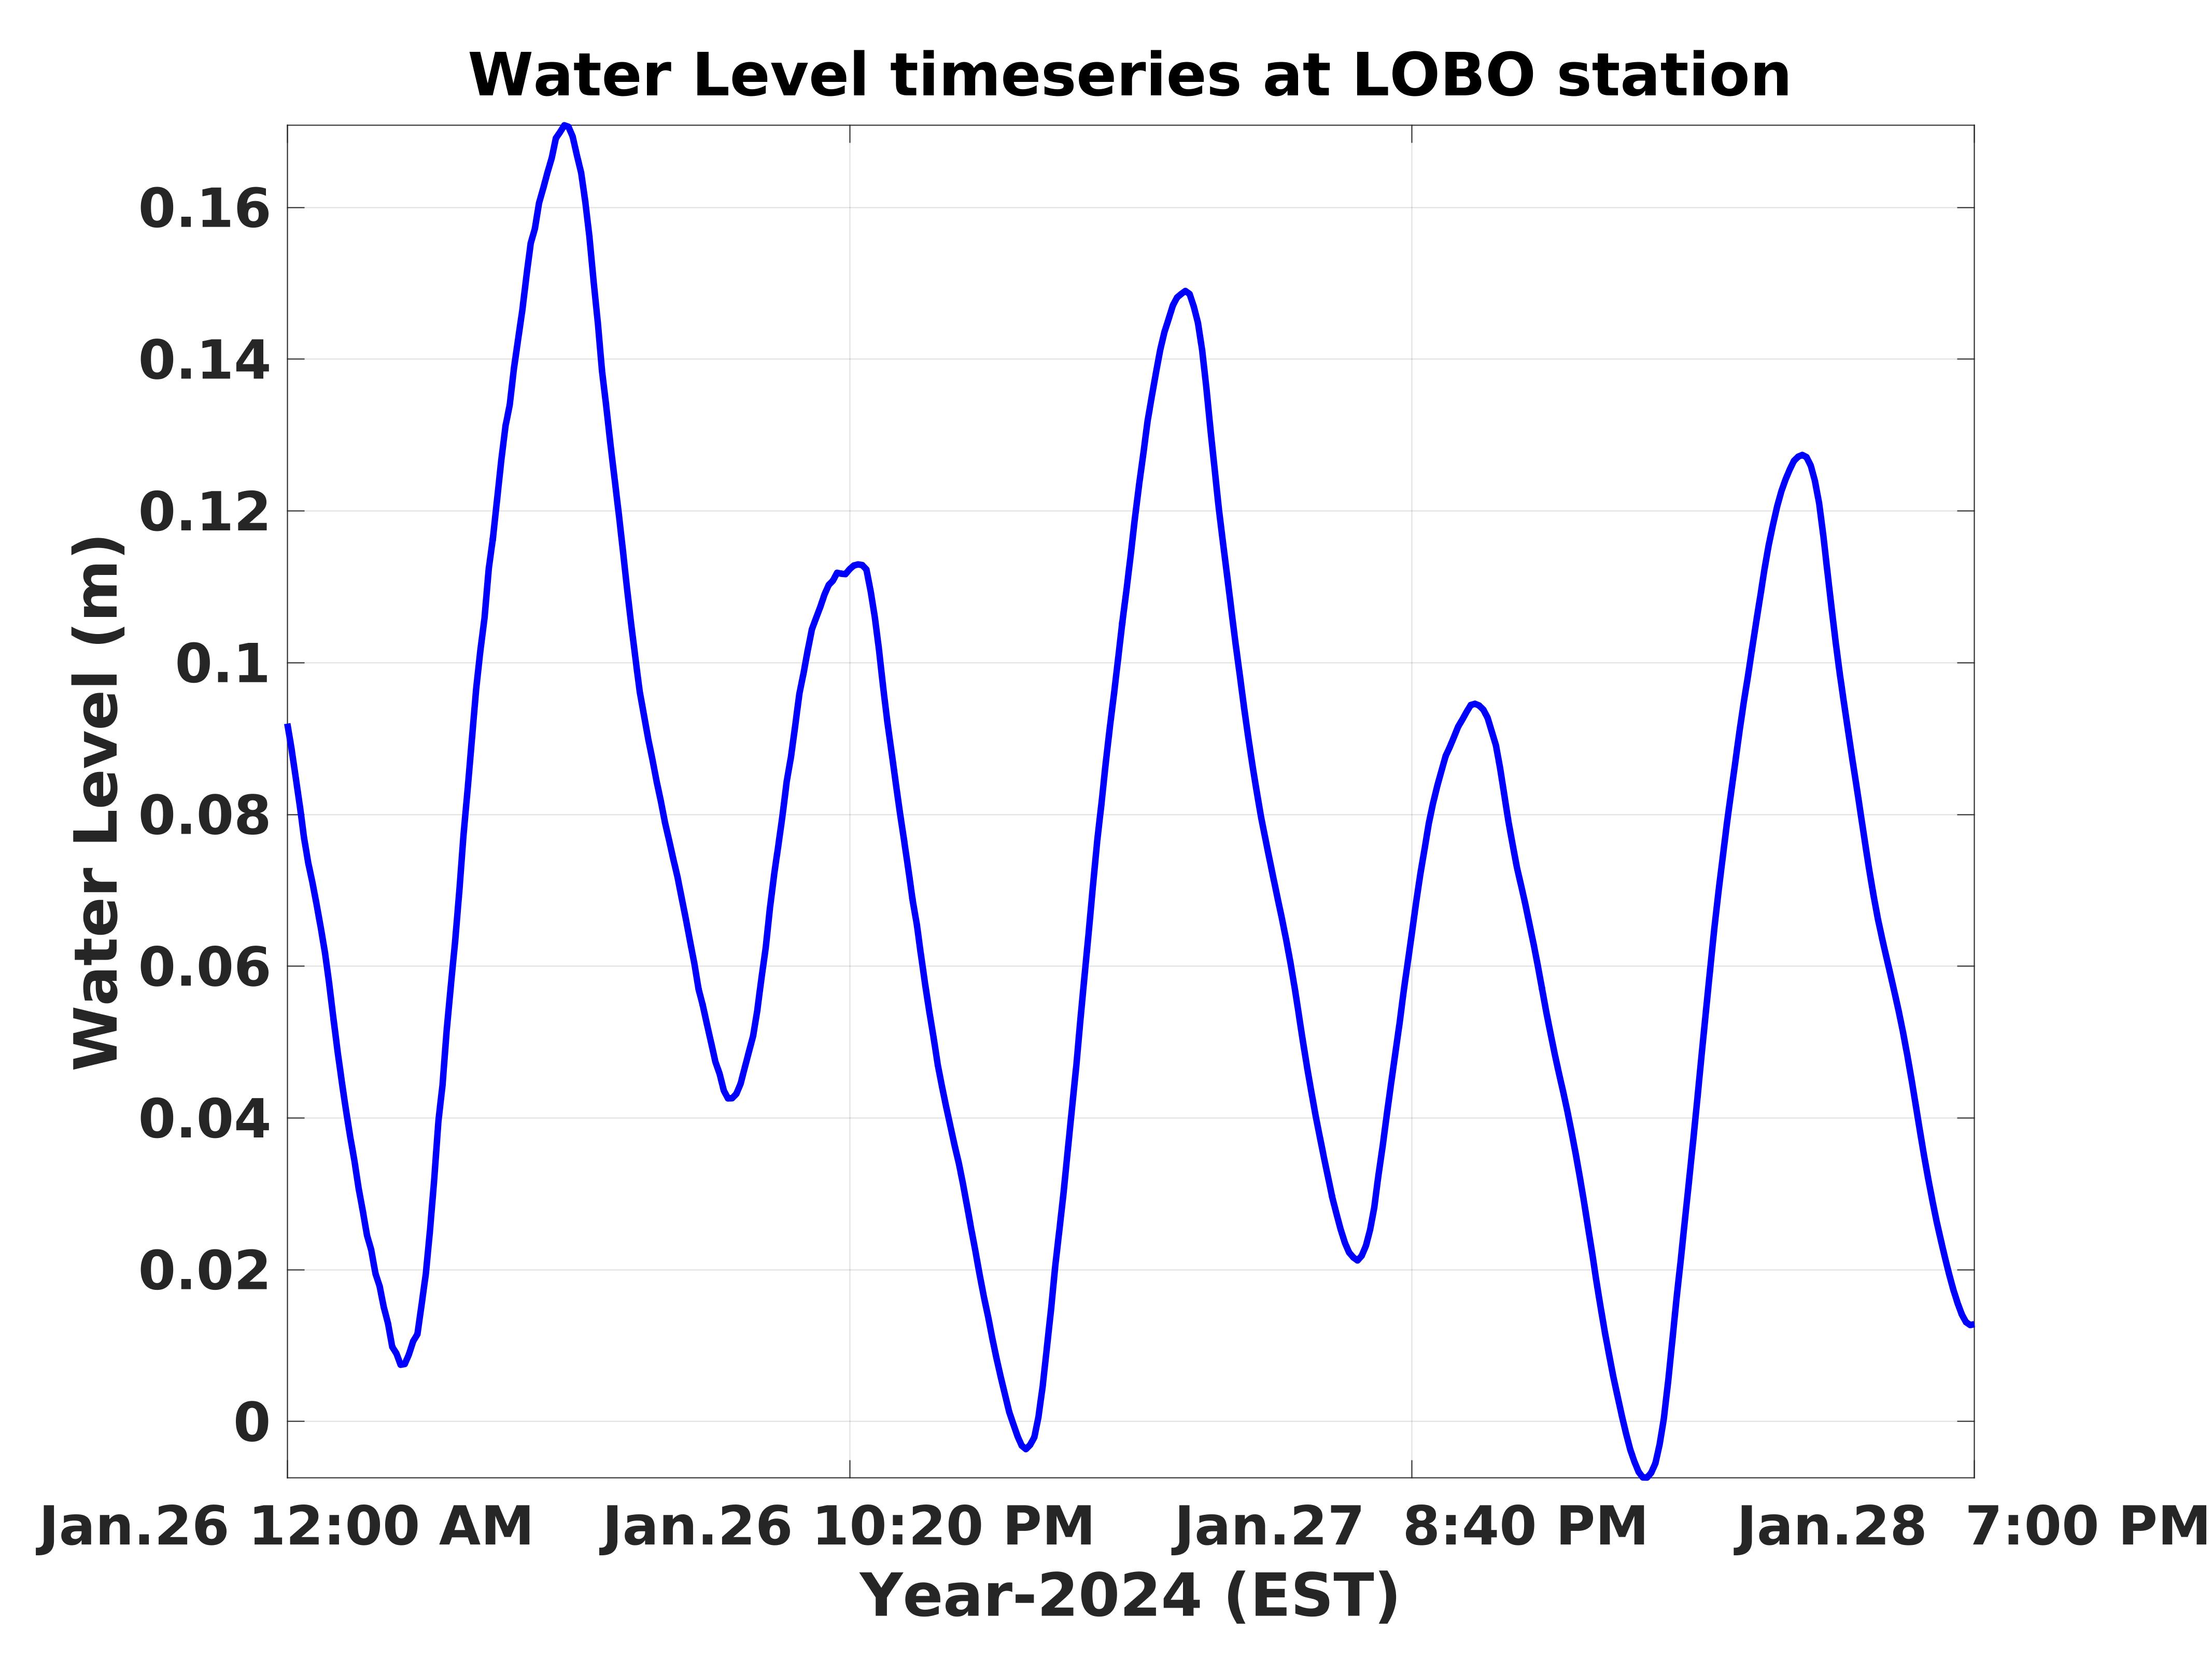 Water Level timeseries at LOBO station
Water Level (m)
0.16
0.14
0.12
0.1
0.08
0.06
0.04
0.02
0
Jan.26 12:00 AM Jan.26 10:20 PM Jan.27 8:40 PM Jan.28 7:00 PM
Year-2024 (EST)